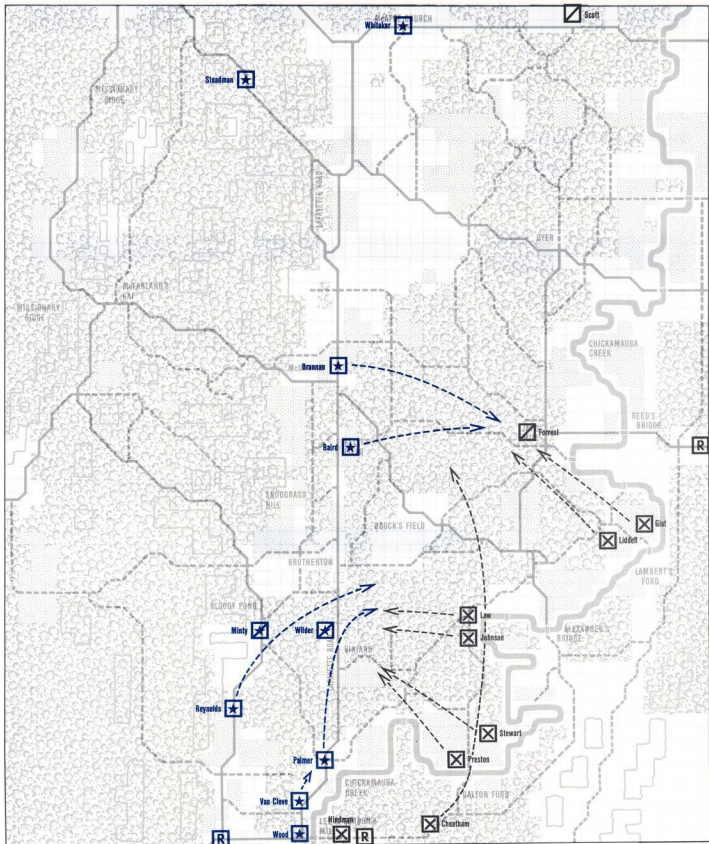 McAFEE CHURCH
Scott
Whitaker
Steadman
MISSIONARY
RIDGE
LAFAYETTE ROAD
DYER
McFARLAND'S
GAP
MISSIONARY
RIDGE
CHICKAMAUGA
CREEK
Brannan
REED'S
BRIDGE
Forrest
R
Baird
SNODGRASS
HILL
BROCK'S FIELD
Gist
Liddell
BROTHERTON
LAMBERT'S
FORD
BLOODY POND
Law
ALEXANDER'S
BRIDGE
Minty
Wilder
Johnson
VINIARD
Reynolds
Stewart
Palmer
Preston
CHICKAMAUGA
CREEK
DALTON FORD
Van Cleve
Hindman
Cheatham
R
Wood
R